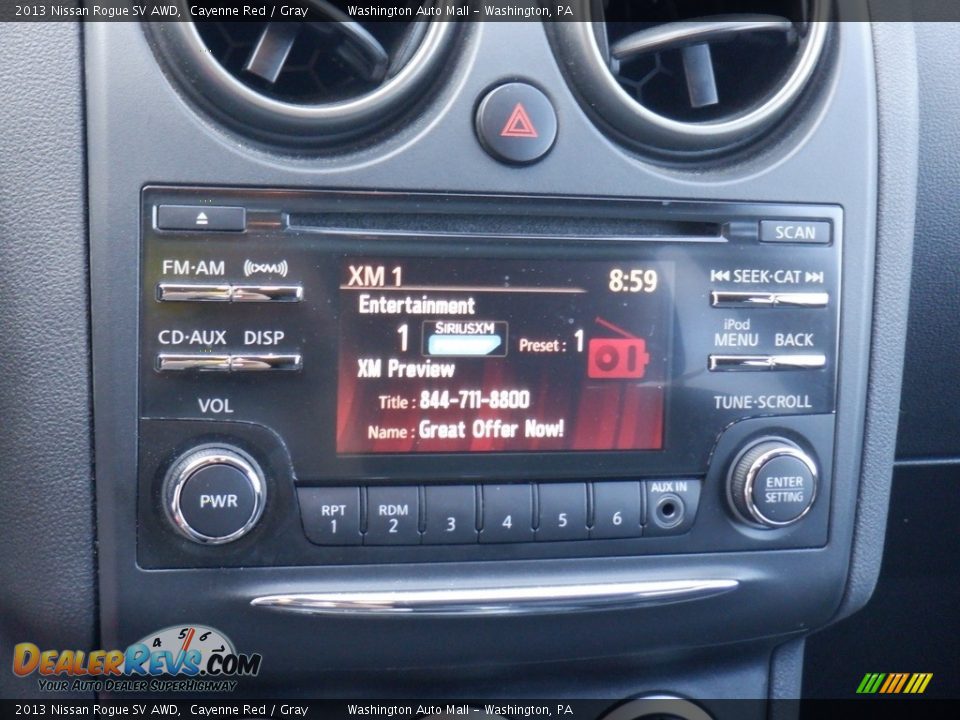 2013 Nissan Rogue SV AWD, Cayenne Red / Gray Washington Auto Mall - Washington, PA
SCAN
FM·AM ((XM))
SEEK·CAT
CD·AUX DISP
iPod
MENU BACK
VOL
TUNE·SCROLL
XM 1 8:59
Entertainment
1 SIRIUSXM Preset : 1
XM Preview
Title : 844-711-8800
Name : Great Offer Now!
PWR
RPT
1
RDM
2
3
4
5
6
AUX IN
ENTER
SETTING
4 5 6
DealerRevs.com
Your Auto Dealer SuperHighway
2013 Nissan Rogue SV AWD, Cayenne Red / Gray Washington Auto Mall - Washington, PA